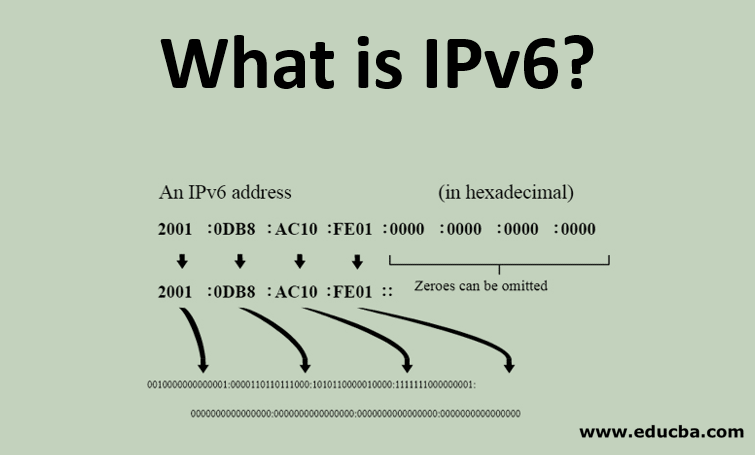 What is IPv6?
An IPv6 address (in hexadecimal)
2001 :0DB8 :AC10 :FE01 :0000 :0000 :0000 :0000
Zeroes can be omitted
2001 :0DB8 :AC10 :FE01 ::
0010000000000001:0000110110111000:1010110000010000:1111111000000001:
0000000000000000:0000000000000000:0000000000000000:0000000000000000
www.educba.com